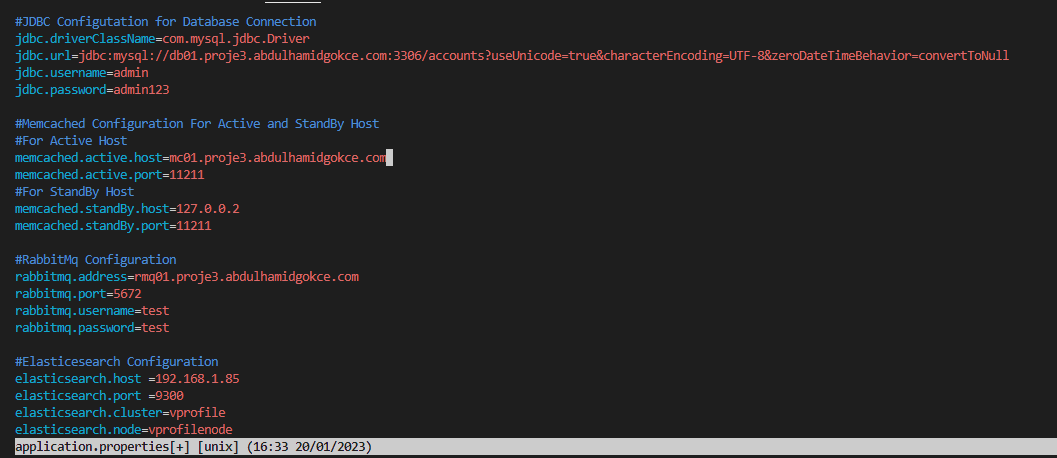 #JDBC Configutation for Database Connection
jdbc.driverClassName=com.mysql.jdbc.Driver
jdbc.url=jdbc:mysql://db01.proje3.abdulhamidgokce.com:3306/accounts?useUnicode=true&characterEncoding=UTF-8&zeroDateTimeBehavior=convertToNull
jdbc.username=admin
jdbc.password=admin123
#Memcached Configuration For Active and StandBy Host
#For Active Host
memcached.active.host=mc01.proje3.abdulhamidgokce.com
memcached.active.port=11211
#For StandBy Host
memcached.standBy.host=127.0.0.2
memcached.standBy.port=11211
#RabbitMq Configuration
rabbitmq.address=rmq01.proje3.abdulhamidgokce.com
rabbitmq.port=5672
rabbitmq.username=test
rabbitmq.password=test
#Elasticesearch Configuration
elasticsearch.host =192.168.1.85
elasticsearch.port =9300
elasticsearch.cluster=vprofile
elasticsearch.node=vprofilenode
application.properties[+] [unix] (16:33 20/01/2023)